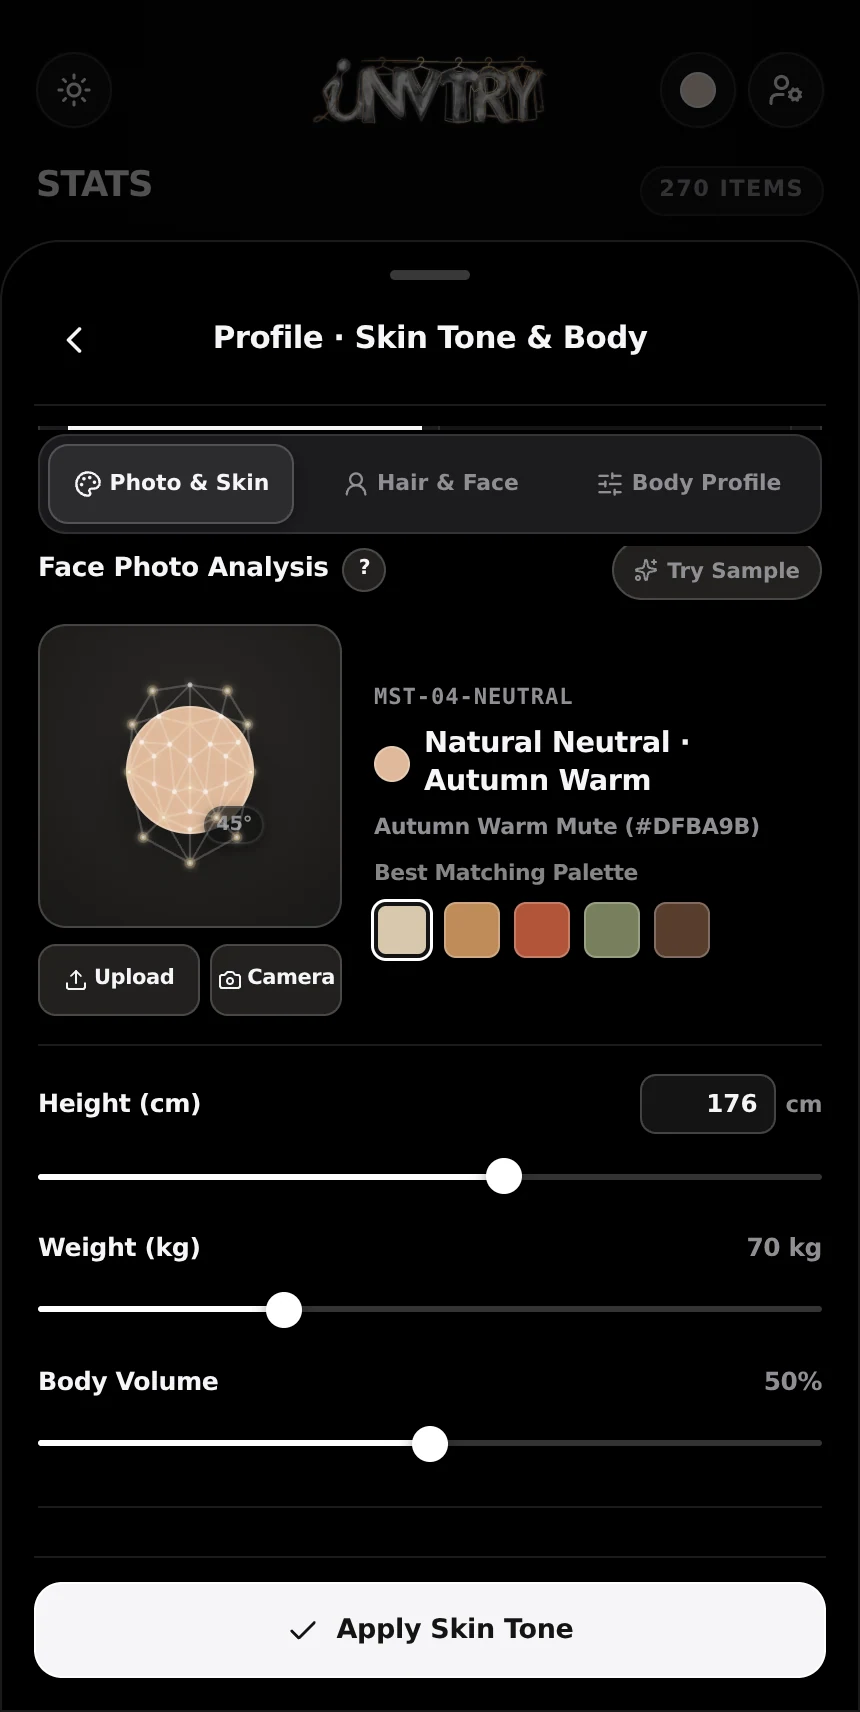 iNVTRY
STATS
270 ITEMS
Profile · Skin Tone & Body
Photo & Skin
Hair & Face
Body Profile
Face Photo Analysis
?
Try Sample
45°
MST-04-NEUTRAL
Natural Neutral ·
Autumn Warm
Autumn Warm Mute (#DFBA9B)
Best Matching Palette
Upload
Camera
Height (cm)
176
cm
Weight (kg)
70 kg
Body Volume
50%
Apply Skin Tone